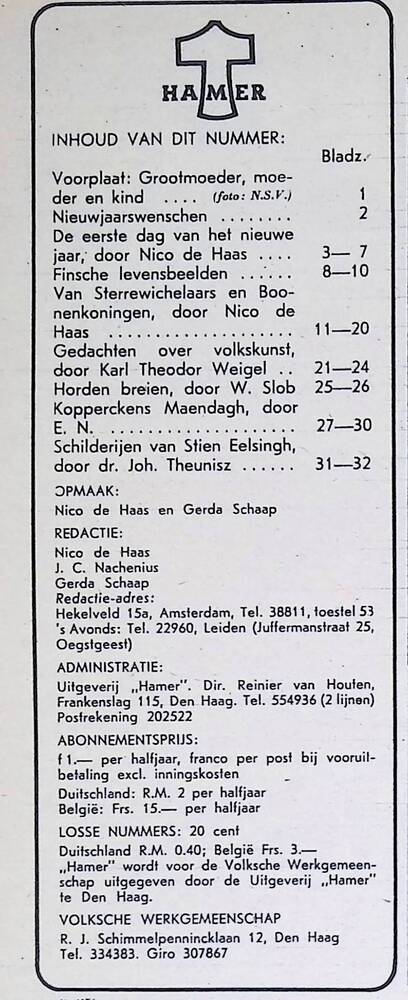 HAMER
INHOUD VAN DIT NUMMER:
Bladz.
Voorplaat: Grootmoeder, moe-
der en kind .... (foto: N.S.V.) 1
Nieuwjaarswenschen ........ 2
De eerste dag van het nieuwe
jaar, door Nico de Haas .... 3— 7
Finsche levensbeelden ...... 8—10
Van Sterrewichelaars en Boo-
nenkoningen, door Nico de
Haas .................... 11—20
Gedachten over volkskunst,
door Karl Theodor Weigel .. 21—24
Horden breien, door W. Slob 25—26
Kopperckens Maendagh, door
E. N. .................... 27—30
Schilderijen van Stien Eelsingh,
door dr. Joh. Theunisz ...... 31—32
OPMAAK:
Nico de Haas en Gerda Schaap
REDACTIE:
Nico de Haas
J. C. Nachenius
Gerda Schaap
Redactie-adres:
Hekelveld 15a, Amsterdam, Tel. 38811, toestel 53
's Avonds: Tel. 22960, Leiden (Juffermanstraat 25,
Oegstgeest)
ADMINISTRATIE:
Uitgeverij „Hamer". Dir. Reinier van Houten,
Frankenslag 115, Den Haag. Tel. 554936 (2 lijnen)
Postrekening 202522
ABONNEMENTSPRIJS:
f 1.— per halfjaar, franco per post bij vooruit-
betaling excl. inningskosten
Duitschland: R.M. 2 per halfjaar
België: Frs. 15.— per halfjaar
LOSSE NUMMERS: 20 cent
Duitschland R.M. 0.40; België Frs. 3.—
„Hamer" wordt voor de Volksche Werkgemeen-
schap uitgegeven door de Uitgeverij „Hamer"
te Den Haag.
VOLKSCHE WERKGEMEENSCHAP
R. J. Schimmelpennincklaan 12, Den Haag
Tel. 334383. Giro 307867